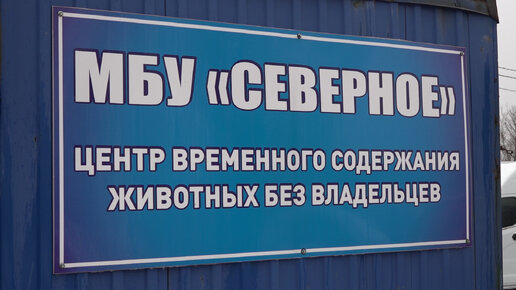 МБУ «СЕВЕРНОЕ»
ЦЕНТР ВРЕМЕННОГО СОДЕРЖАНИЯ
ЖИВОТНЫХ БЕЗ ВЛАДЕЛЬЦЕВ